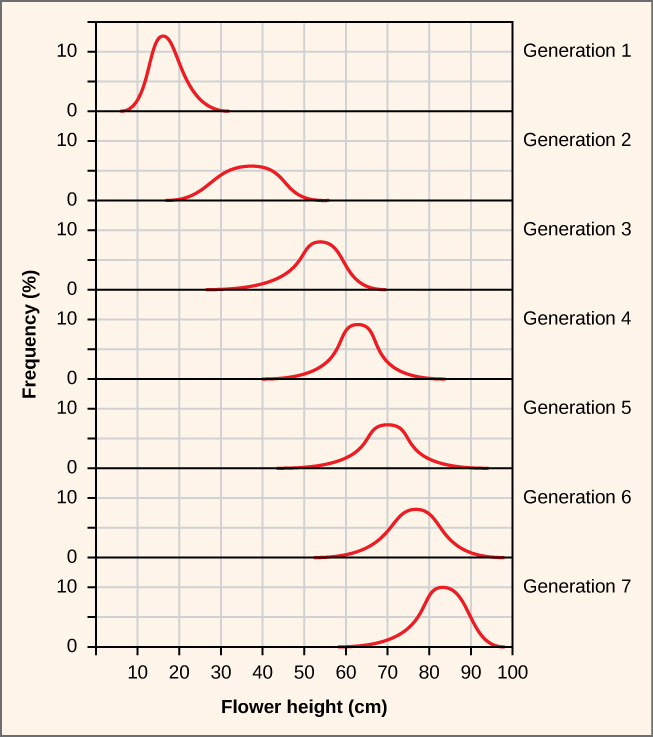 10
0
Generation 1
10
0
Generation 2
10
0
Generation 3
10
0
Generation 4
10
0
Generation 5
10
0
Generation 6
10
0
Generation 7
Frequency (%)
10 20 30 40 50 60 70 80 90 100
Flower height (cm)